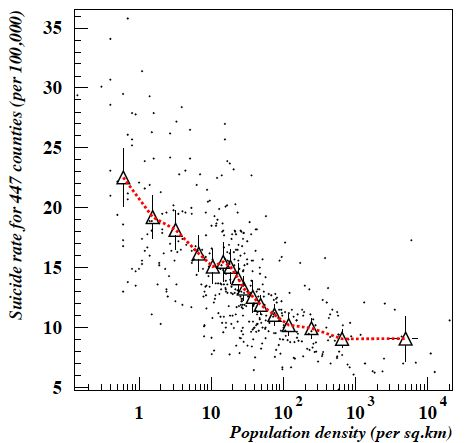 Suicide rate for 447 counties (per 100,000)
35
30
25
20
15
10
5
1 10 10 2 10 3 10 4
Population density (per sq.km)